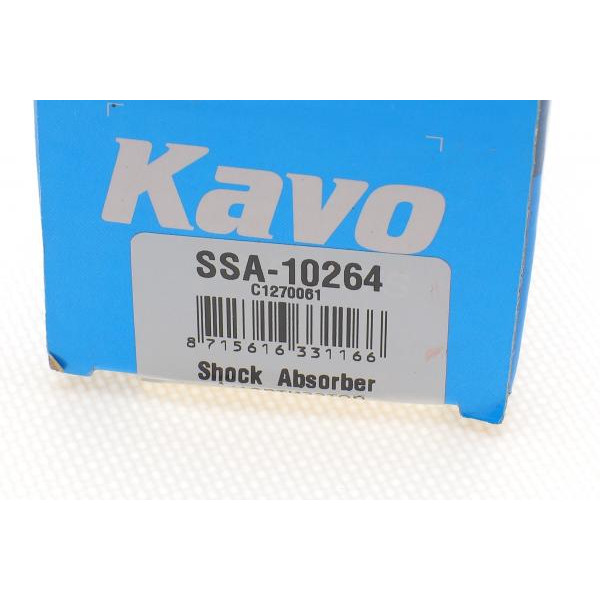 Kavo
SSA-10264
C1270061
8 715616 331166
Shock Absorber